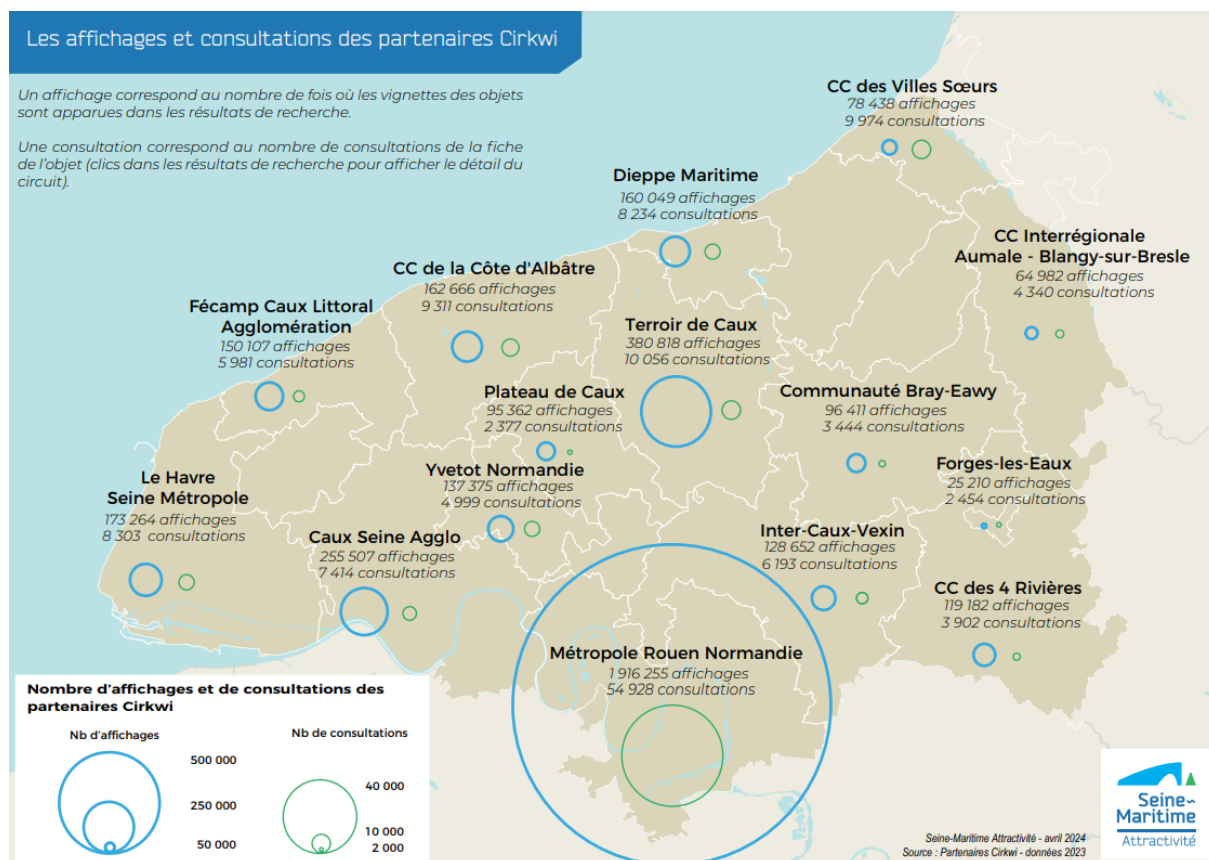 Les affichages et consultations des partenaires Cirkwi
Un affichage correspond au nombre de fois où les vignettes des objets
sont apparues dans les résultats de recherche.
Une consultation correspond au nombre de consultations de la fiche
de l'objet (clics dans les résultats de recherche pour afficher le détail du
circuit).
CC des Villes Sœurs
78 438 affichages
9 974 consultations
Dieppe Maritime
160 049 affichages
8 234 consultations
CC Interrégionale
Aumale - Blangy-sur-Bresle
64 982 affichages
4 340 consultations
CC de la Côte d'Albâtre
162 666 affichages
9 311 consultations
Fécamp Caux Littoral
Agglomération
150 107 affichages
5 981 consultations
Terroir de Caux
380 818 affichages
10 056 consultations
Plateau de Caux
95 362 affichages
2 377 consultations
Communauté Bray-Eawy
96 411 affichages
3 444 consultations
Le Havre
Seine Métropole
173 264 affichages
8 303 consultations
Yvetot Normandie
137 375 affichages
4 999 consultations
Forges-les-Eaux
25 210 affichages
2 454 consultations
Caux Seine Agglo
255 507 affichages
7 414 consultations
Inter-Caux-Vexin
128 652 affichages
6 193 consultations
CC des 4 Rivières
119 182 affichages
3 902 consultations
Métropole Rouen Normandie
1 916 255 affichages
54 928 consultations
Nombre d'affichages et de consultations des
partenaires Cirkwi
Nb d'affichages
500 000
250 000
50 000
Nb de consultations
40 000
10 000
2 000
Seine~
Maritime
Attractivité
Seine-Maritime Attractivité - avril 2024
Source : Partenaires Cirkwi - données 2023